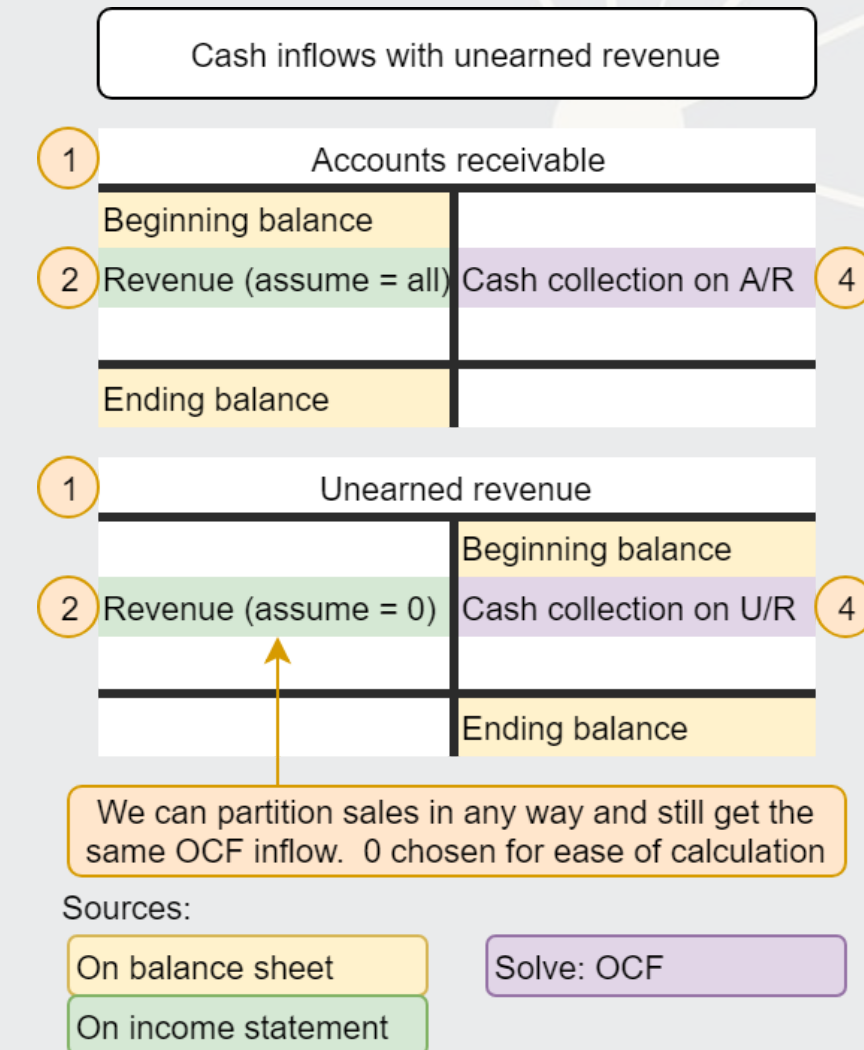 Cash inflows with unearned revenue
1
Accounts receivable
Beginning balance
2
Revenue (assume = all)
Cash collection on A/R
4
Ending balance
1
Unearned revenue
Beginning balance
2
Revenue (assume = 0)
Cash collection on U/R
4
Ending balance
We can partition sales in any way and still get the
same OCF inflow.  0 chosen for ease of calculation
Sources:
On balance sheet
Solve: OCF
On income statement